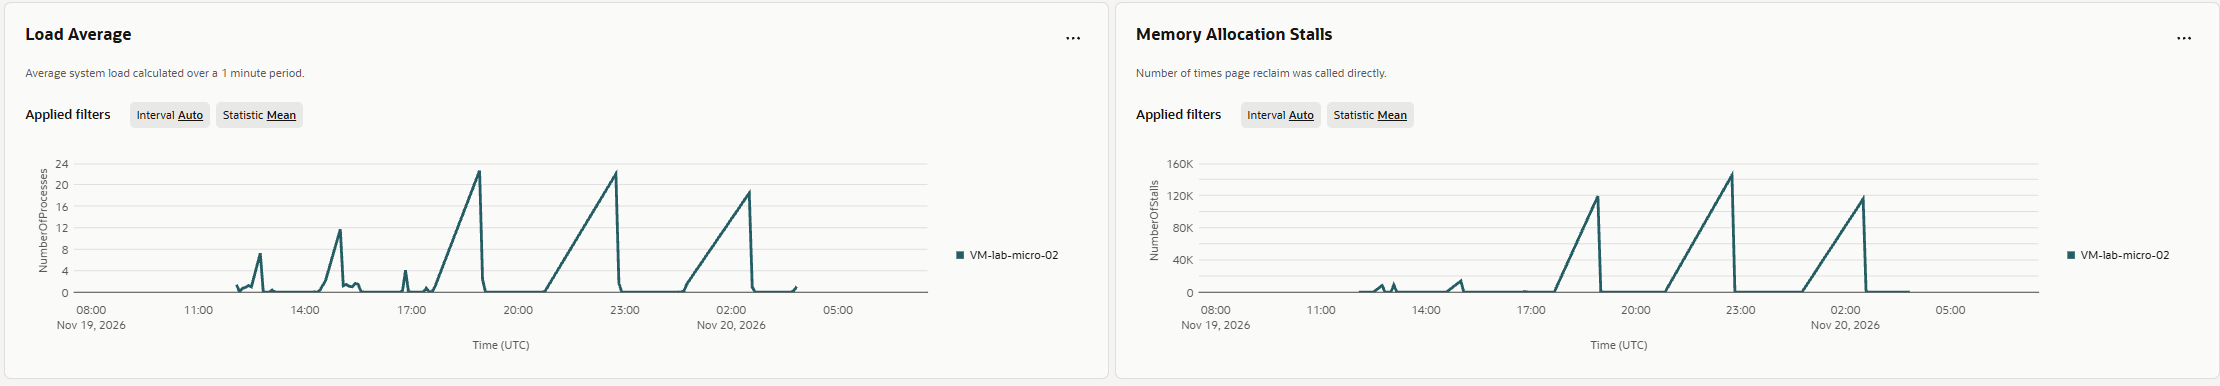 Load Average
...
Average system load calculated over a 1 minute period.
Applied filters Interval Auto Statistic Mean
NumberOfProcesses
24
20
16
12
8
4
0
08:00 11:00 14:00 17:00 20:00 23:00 02:00 05:00
Nov 19, 2026 Nov 20, 2026
Time (UTC)
VM-lab-micro-02
Memory Allocation Stalls
...
Number of times page reclaim was called directly.
Applied filters Interval Auto Statistic Mean
NumberOfStalls
160K
120K
80K
40K
0
08:00 11:00 14:00 17:00 20:00 23:00 02:00 05:00
Nov 19, 2026 Nov 20, 2026
Time (UTC)
VM-lab-micro-02